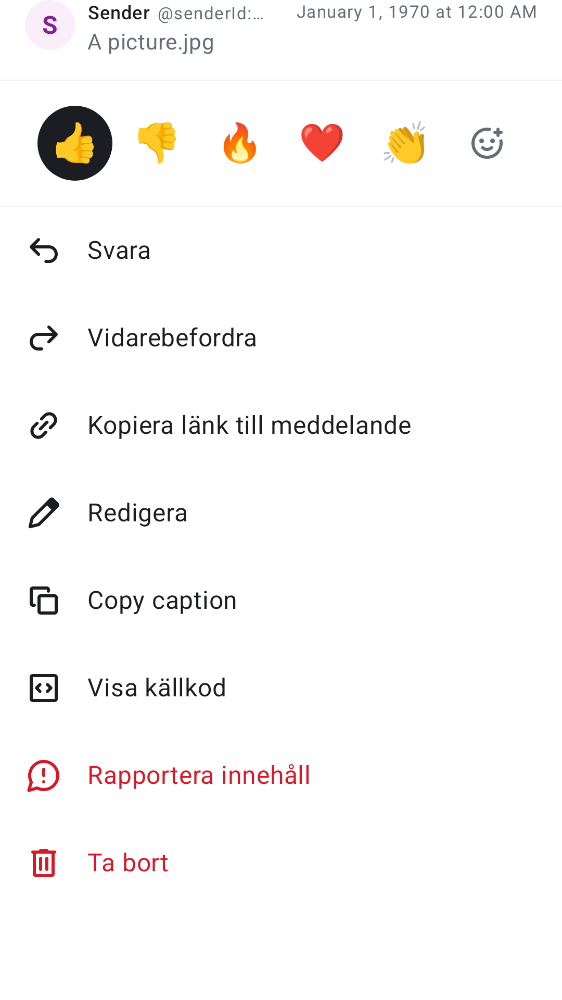 S
Sender @senderId:… January 1, 1970 at 12:00 AM
A picture.jpg
Svara
Vidarebefordra
Kopiera länk till meddelande
Redigera
Copy caption
Visa källkod
Rapportera innehåll
Ta bort